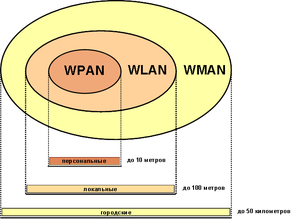 WPAN WLAN WMAN
персональные до 10 метров
локальные до 100 метров
городские до 50 километров